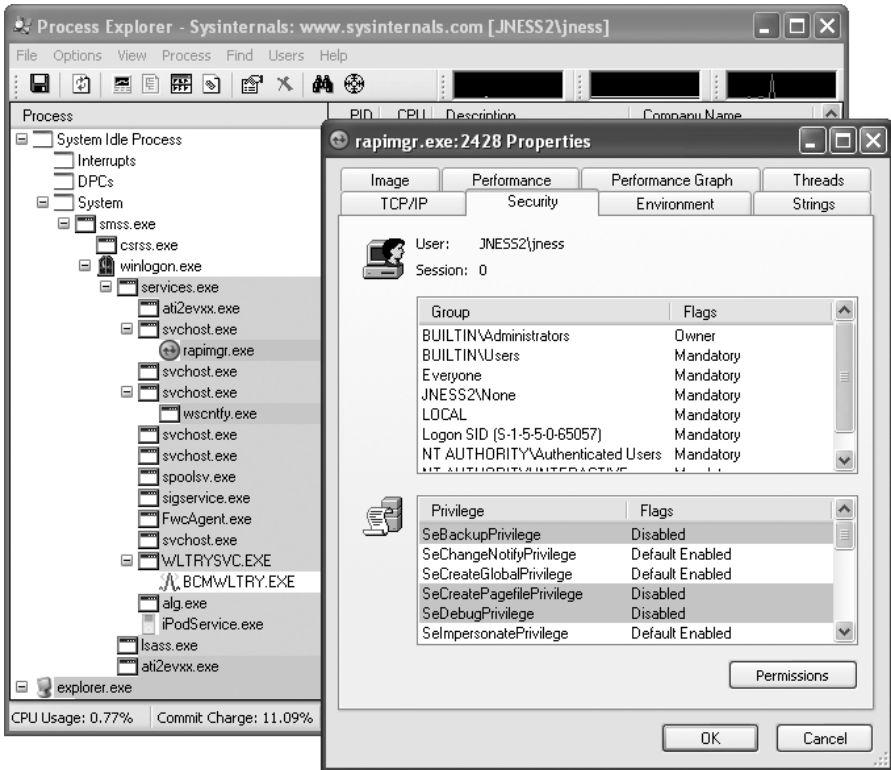 Process Explorer - Sysinternals: www.sysinternals.com [JNESS2\jness]
File Options View Process Find Users Help
Process PID CPU Description Company Name
System Idle Process
Interrupts
DPCs
System
smss.exe
csrss.exe
winlogon.exe
services.exe
ati2evxx.exe
svchost.exe
rapimgr.exe
svchost.exe
svchost.exe
wscntfy.exe
svchost.exe
svchost.exe
spoolsv.exe
sigservice.exe
FwcAgent.exe
svchost.exe
WLTRYSVC.EXE
BCMWLTRY.EXE
alg.exe
iPodService.exe
lsass.exe
ati2evxx.exe
explorer.exe
CPU Usage: 0.77% Commit Charge: 11.09%
rapimgr.exe:2428 Properties
Image Performance Performance Graph Threads
TCP/IP Security Environment Strings
User: JNESS2\jness
Session: 0
Group Flags
BUILTIN\Administrators Owner
BUILTIN\Users Mandatory
Everyone Mandatory
JNESS2\None Mandatory
LOCAL Mandatory
Logon SID (S-1-5-5-0-65057) Mandatory
NT AUTHORITY\Authenticated Users Mandatory
NT AUTHORITY\INTERACTIVE Mandatory
Privilege Flags
SeBackupPrivilege Disabled
SeChangeNotifyPrivilege Default Enabled
SeCreateGlobalPrivilege Default Enabled
SeCreatePagefilePrivilege Disabled
SeDebugPrivilege Disabled
SeImpersonatePrivilege Default Enabled
Permissions
OK Cancel